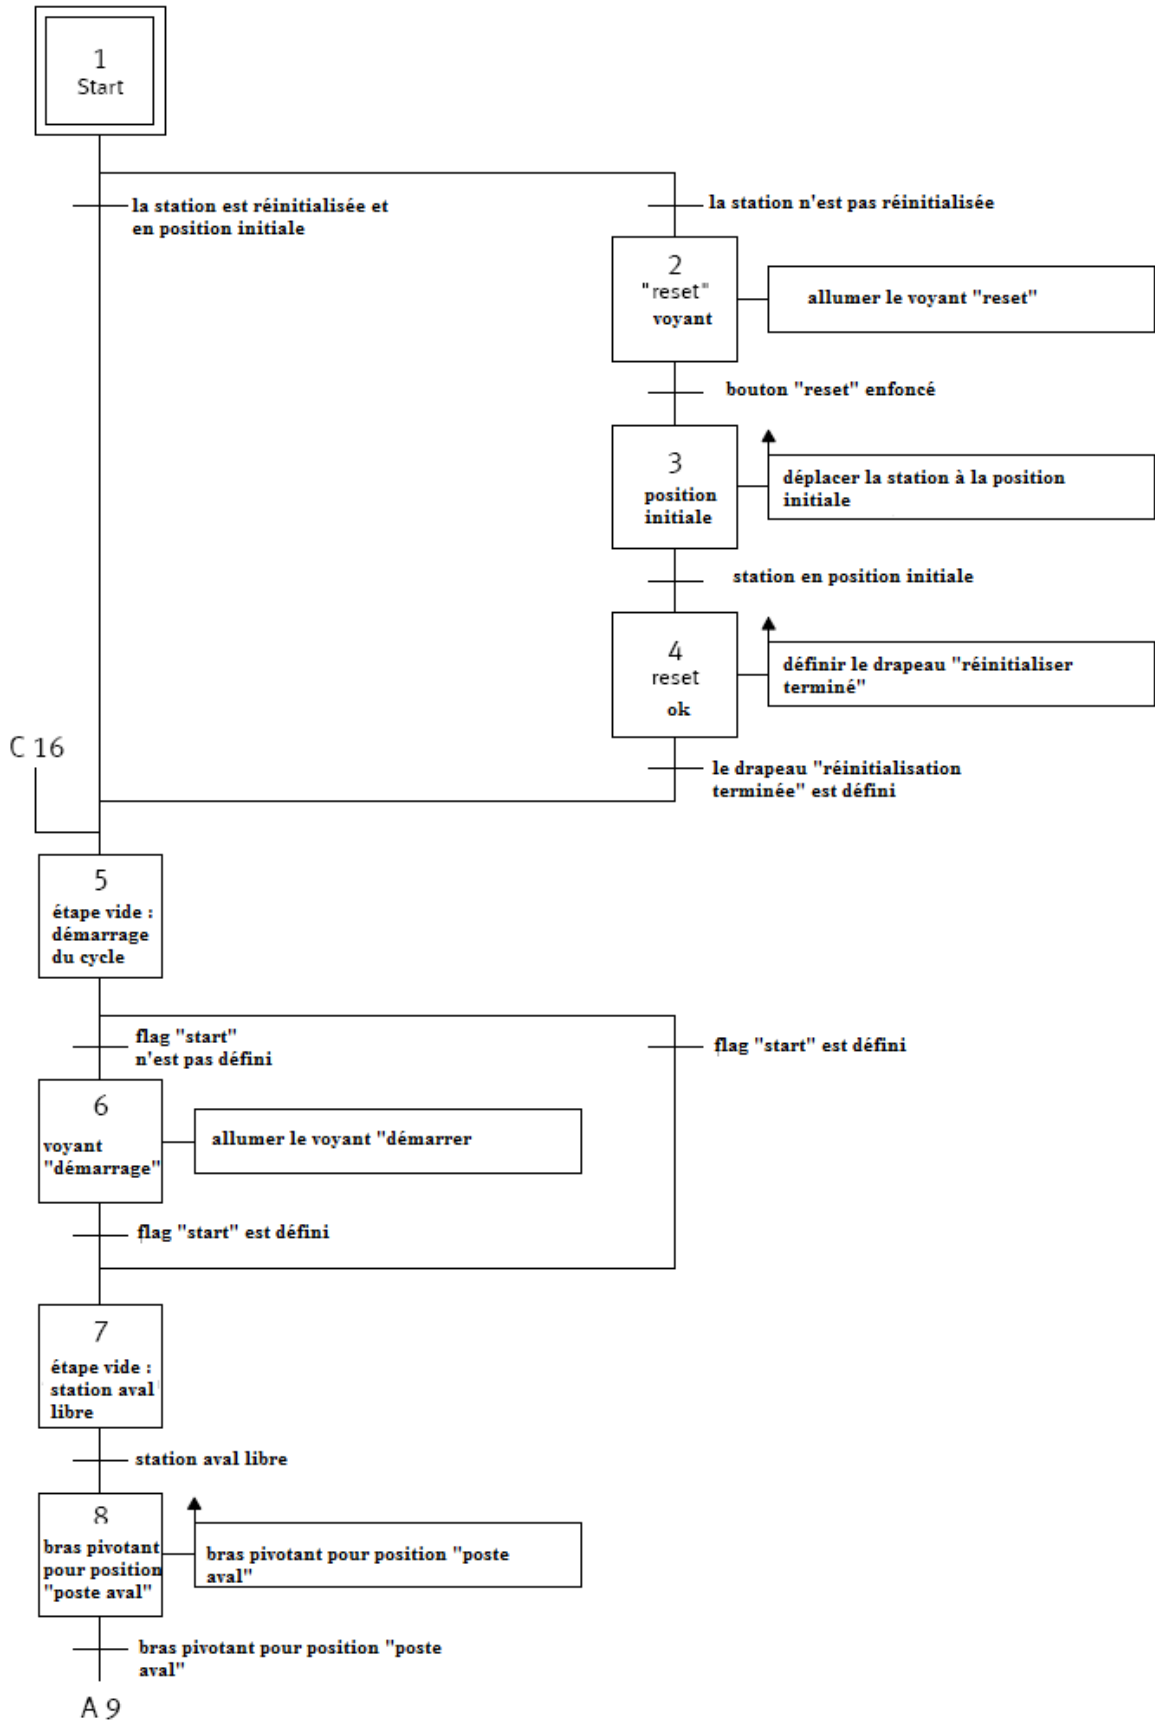 1
Start
la station est réinitialisée et
en position initiale
la station n'est pas réinitialisée
2
"reset"
voyant
allumer le voyant "reset"
bouton "reset" enfoncé
3
position
initiale
déplacer la station à la position
initiale
station en position initiale
4
reset
ok
définir le drapeau "réinitialiser
terminé"
C 16
le drapeau "réinitialisation
terminée" est défini
5
étape vide :
démarrage
du cycle
flag "start"
n'est pas défini
flag "start" est défini
6
voyant
"démarrage"
allumer le voyant "démarrer
flag "start" est défini
7
étape vide :
station aval
libre
station aval libre
8
bras pivotant
pour position
"poste aval"
bras pivotant pour position "poste
aval"
bras pivotant pour position "poste
aval"
A 9